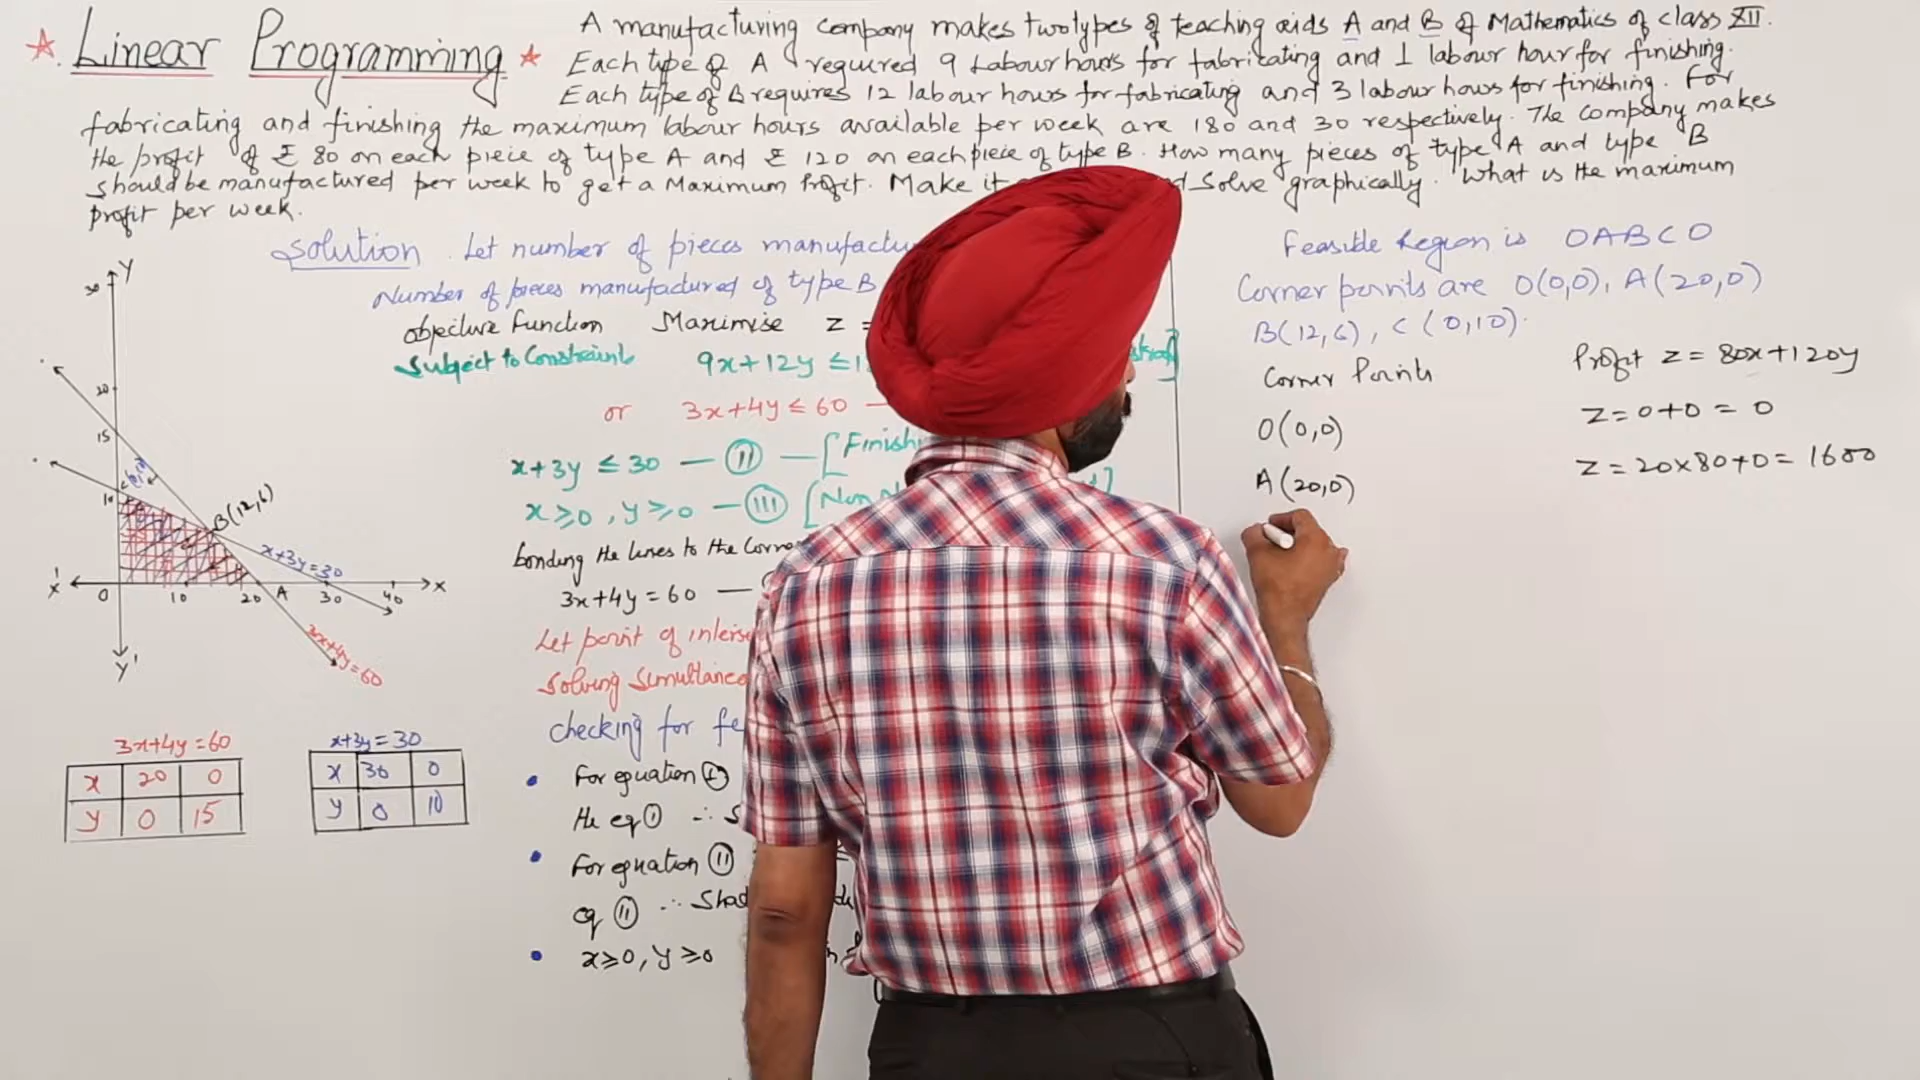 Linear Programming
A manufacturing company makes two types of teaching aids A and B of Mathematics of class XII.
Each type of A required 9 Labour hours for fabricating and 1 labour hour for finishing.
Each type of B requires 12 labour hours for fabricating and 3 labour hours for finishing. For
fabricating and finishing the maximum labour hours available per week are 180 and 30 respectively. The Company makes
the profit of ₹ 80 on each piece of type A and ₹ 120 on each piece of type B. How many pieces of type A and type B
should be manufactured per week to get a Maximum Profit. Make it Solve graphically. What is the maximum
profit per week.
Solution. Let number of pieces
Number of pieces manufactured of type B
objective Function Maximise Z =
Subject to Constraints 9x+12y ≤
or 3x+4y ≤ 60 —
x+3y ≤ 30 — (II) — [
x ≥ 0, y ≥ 0 — (III) [
the lines to the
3x+4y = 60 —
Let point of
Solving
checking for
• For equation (I)
the eq (I) ∴
• For equation (II)
eq (II) ∴
• x ≥ 0, y ≥ 0
Y
30
20
15
10
B(12,6)
x+3y=30
X' 0 10 20 A 30 40 X
3x+4y=60
Y'
3x+4y=60
x 20 0
y 0 15
x+3y=30
x 30 0
y 0 10
Feasible Region is OABCO
Corner points are O(0,0), A(20,0)
B(12,6), C(0,10).
Corner Points Profit Z = 80x+120y
O(0,0) Z = 0+0 = 0
A(20,0) Z = 20×80+0 = 1600